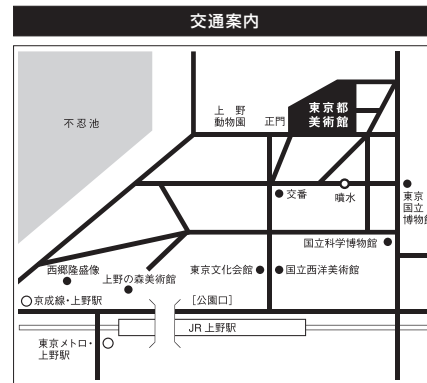 交通案内
不忍池
上 野
動物園
正門
東京都
美術館
交番
噴水
東京
国立
博物館
国立科学博物館
西郷隆盛像
上野の森美術館
東京文化会館
国立西洋美術館
京成線・上野駅
[公園口]
JR 上野駅
東京メトロ・
上野駅